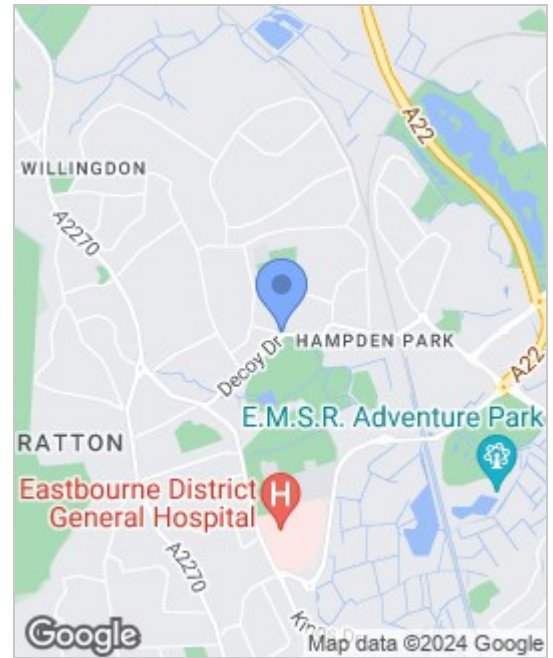 A22
WILLINGDON
A2270
Decoy Dr
HAMPDEN PARK
A22
E.M.S.R. Adventure Park
RATTON
Eastbourne District
General Hospital
H
A2270
Kings Dr
Google
Map data ©2024 Google